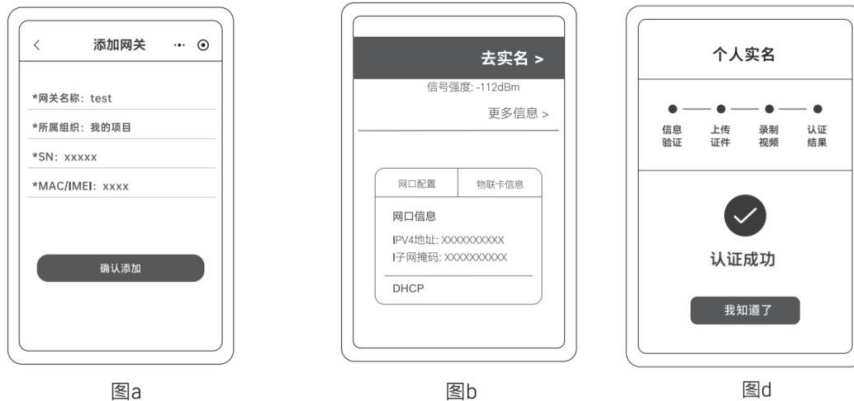 添加网关
*网关名称: test
*所属组织: 我的项目
*SN: xxxxx
*MAC/IMEI: xxxx
确认添加
图a
去实名 >
信号强度: -112dBm
更多信息 >
网口配置 物联卡信息
网口信息
IPV4地址: XXXXXXXXXX
I子网掩码: XXXXXXXXXX
DHCP
图b
个人实名
信息验证 上传证件 录制视频 认证结果
认证成功
我知道了
图d